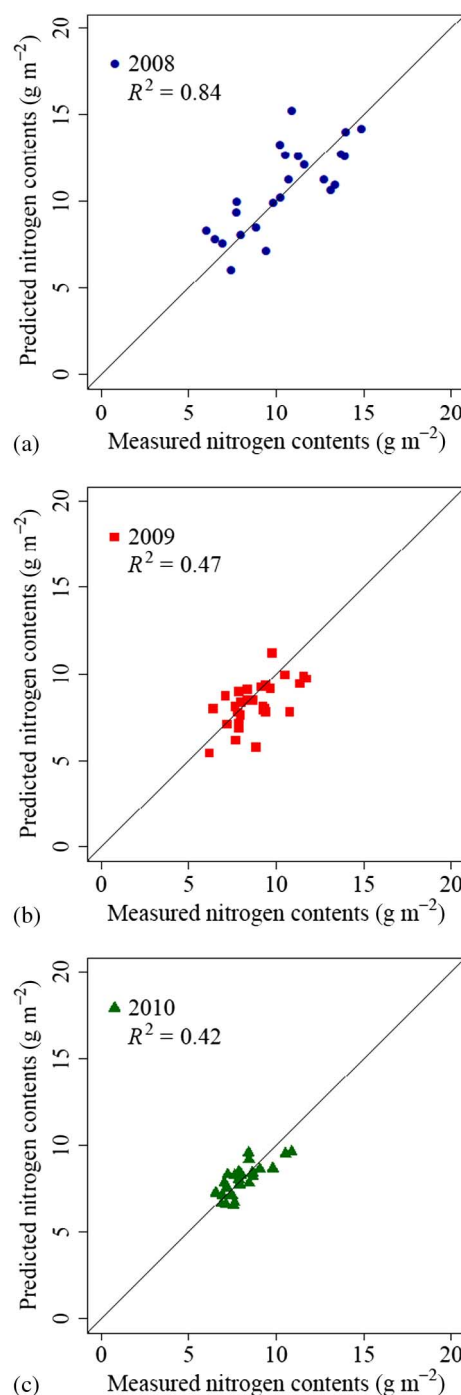 2008
R² = 0.84
Predicted nitrogen contents (g m⁻²)
0 5 10 15 20
0 5 10 15 20
(a) Measured nitrogen contents (g m⁻²)
2009
R² = 0.47
Predicted nitrogen contents (g m⁻²)
0 5 10 15 20
0 5 10 15 20
(b) Measured nitrogen contents (g m⁻²)
2010
R² = 0.42
Predicted nitrogen contents (g m⁻²)
0 5 10 15 20
0 5 10 15 20
(c) Measured nitrogen contents (g m⁻²)